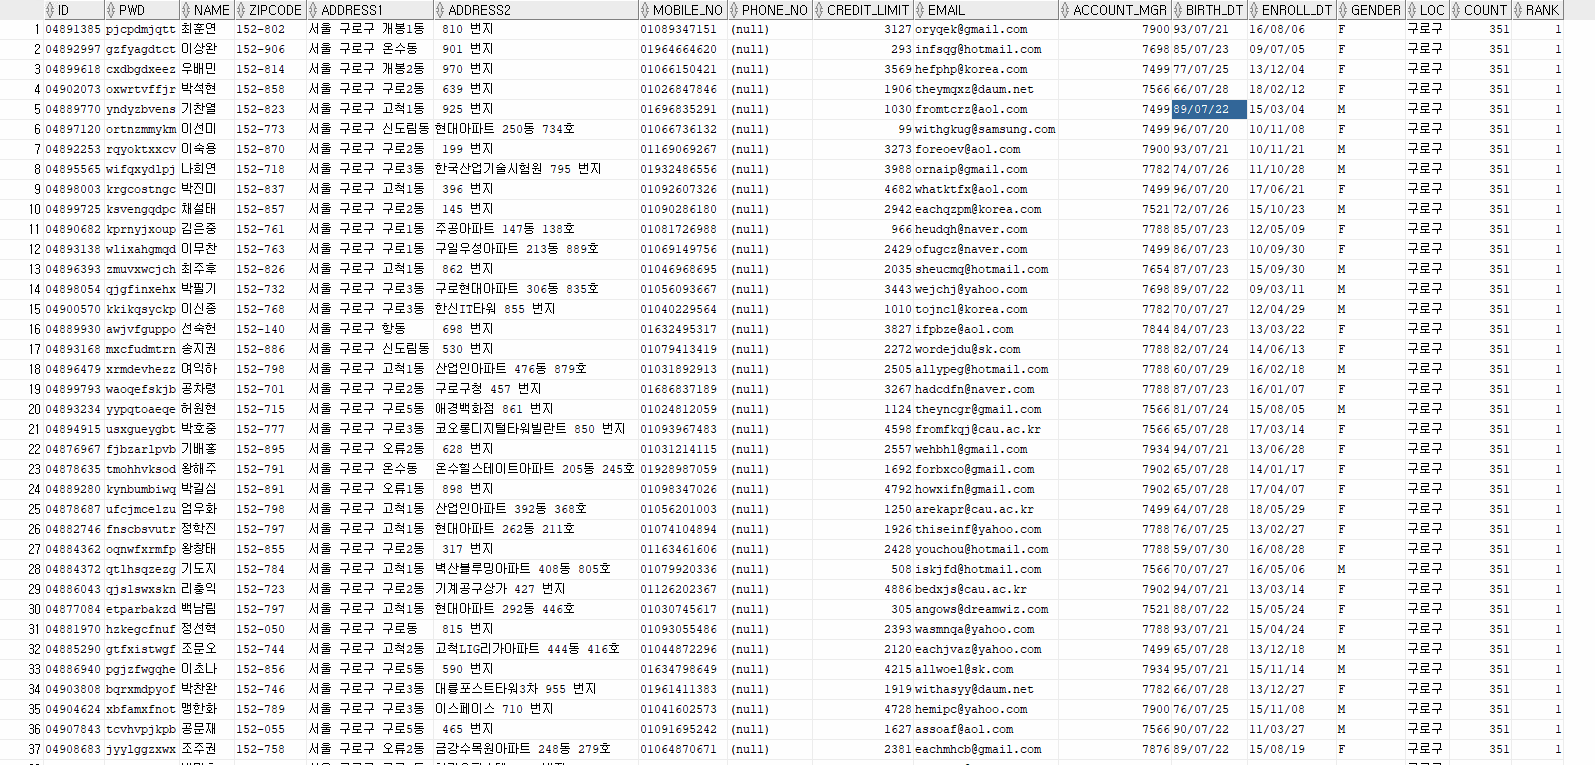 ID PWD NAME ZIPCODE ADDRESS1 ADDRESS2 MOBILE_NO PHONE_NO CREDIT_LIMIT EMAIL ACCOUNT_MGR BIRTH_DT ENROLL_DT GENDER LOC COUNT RANK
1 04891385 pjcpdmjqtt 최훈연 152-802 서울 구로구 개봉1동 810 번지 01089347151 (null) 3127 oryqek@gmail.com 7900 93/07/21 16/08/06 F 구로구 351 1
2 04892997 gzfyagdtct 이상완 152-906 서울 구로구 온수동 901 번지 01964664620 (null) 293 infsqg@hotmail.com 7698 85/07/23 09/07/05 F 구로구 351 1
3 04899618 cxdbgdxeez 우배민 152-814 서울 구로구 개봉2동 970 번지 01066150421 (null) 3569 hefphp@korea.com 7499 77/07/25 13/12/04 F 구로구 351 1
4 04902073 oxwrtvffjr 박석현 152-858 서울 구로구 구로2동 639 번지 01026847846 (null) 1906 theymqxz@daum.net 7566 66/07/28 18/02/12 F 구로구 351 1
5 04889770 yndyzbvens 기찬열 152-823 서울 구로구 고척1동 925 번지 01696835291 (null) 1030 fromtcrz@aol.com 7499 89/07/22 15/03/04 M 구로구 351 1
6 04897120 ortnzmmykm 이선미 152-773 서울 구로구 신도림동 현대아파트 250동 734호 01066736132 (null) 99 withgkug@samsung.com 7499 96/07/20 10/11/08 F 구로구 351 1
7 04892253 rqyoktxxcv 이숙용 152-870 서울 구로구 구로2동 199 번지 01169069267 (null) 3273 foreoev@aol.com 7900 93/07/21 10/11/21 M 구로구 351 1
8 04895565 wifqxydlpj 나희연 152-718 서울 구로구 구로3동 한국산업기술시험원 795 번지 01932486556 (null) 3988 ornaip@gmail.com 7782 74/07/26 11/10/28 M 구로구 351 1
9 04898003 krgcostngc 박진미 152-837 서울 구로구 고척1동 396 번지 01092607326 (null) 4682 whatktfx@aol.com 7499 96/07/20 17/06/21 F 구로구 351 1
10 04899725 ksvengqdpc 채설태 152-857 서울 구로구 구로2동 145 번지 01090286180 (null) 2942 eachqzpm@korea.com 7521 72/07/26 15/10/23 M 구로구 351 1
11 04890682 kprnyjxoup 김은중 152-761 서울 구로구 구로1동 주공아파트 147동 138호 01081726988 (null) 966 heudqh@naver.com 7788 85/07/23 12/05/09 F 구로구 351 1
12 04893138 wlixahgmqd 이무찬 152-763 서울 구로구 구로1동 구일우성아파트 213동 889호 01069149756 (null) 2429 ofugcz@naver.com 7499 86/07/23 10/09/30 F 구로구 351 1
13 04896393 zmuvxwcjch 최주후 152-826 서울 구로구 고척1동 862 번지 01046968695 (null) 2035 sheucmq@hotmail.com 7654 87/07/23 15/09/30 M 구로구 351 1
14 04898054 qjgfinxehx 박필기 152-732 서울 구로구 구로3동 구로현대아파트 306동 835호 01056093667 (null) 3443 wejchj@yahoo.com 7698 89/07/22 09/03/11 M 구로구 351 1
15 04900570 kkikqsyckp 이신종 152-768 서울 구로구 구로3동 한신IT타워 855 번지 01040229564 (null) 1010 tojncl@korea.com 7782 70/07/27 12/04/29 M 구로구 351 1
16 04889930 awjvfguppo 선숙헌 152-140 서울 구로구 항동 698 번지 01632495317 (null) 3827 ifpbze@aol.com 7844 84/07/23 13/03/22 F 구로구 351 1
17 04893168 mxcfudmtrn 송지권 152-886 서울 구로구 신도림동 530 번지 01079413419 (null) 2272 wordejdu@sk.com 7788 82/07/24 14/06/13 F 구로구 351 1
18 04896479 xrmdevhezz 여익하 152-798 서울 구로구 고척1동 산업인아파트 476동 879호 01031892913 (null) 2505 allypeg@hotmail.com 7788 60/07/29 16/02/18 M 구로구 351 1
19 04899793 waoqefskjb 공차령 152-701 서울 구로구 구로2동 구로구청 457 번지 01686837189 (null) 3267 hadcdfn@naver.com 7788 87/07/23 16/01/07 F 구로구 351 1
20 04893234 yypqtoaeqe 허원현 152-715 서울 구로구 구로5동 애경백화점 861 번지 01024812059 (null) 1124 theyncgr@gmail.com 7566 81/07/24 15/08/05 M 구로구 351 1
21 04894915 usxgueygbt 박호중 152-777 서울 구로구 구로3동 코오롱디지털타워빌란트 850 번지 01093967483 (null) 4598 fromfkqj@cau.ac.kr 7566 65/07/28 17/03/14 F 구로구 351 1
22 04876967 fjbzarlpvb 기배홍 152-895 서울 구로구 오류2동 628 번지 01031214115 (null) 2557 wehbhl@gmail.com 7934 94/07/21 13/06/28 F 구로구 351 1
23 04878635 tmohhvksod 왕해주 152-791 서울 구로구 온수동 온수힐스테이트아파트 205동 245호 01928987059 (null) 1692 forbxco@gmail.com 7902 65/07/28 14/01/17 F 구로구 351 1
24 04889280 kynbumbiwq 박길심 152-891 서울 구로구 오류1동 898 번지 01098347026 (null) 4792 howxifn@gmail.com 7902 65/07/28 17/04/07 F 구로구 351 1
25 04878687 ufcjmcelzu 엄우화 152-798 서울 구로구 고척1동 산업인아파트 392동 368호 01056201003 (null) 1250 arekapr@cau.ac.kr 7499 64/07/28 18/05/29 F 구로구 351 1
26 04882746 fnscbsvutr 정학진 152-797 서울 구로구 고척1동 현대아파트 262동 211호 01074104894 (null) 1926 thiseinf@yahoo.com 7788 76/07/25 13/02/27 F 구로구 351 1
27 04884362 oqnwfxrmfp 왕창태 152-855 서울 구로구 구로2동 317 번지 01163461606 (null) 2428 youchou@hotmail.com 7788 59/07/30 16/08/28 F 구로구 351 1
28 04884372 qtlhsqzezg 기도지 152-784 서울 구로구 고척1동 벽산블루밍아파트 408동 805호 01079920336 (null) 508 iskjfd@hotmail.com 7566 70/07/27 16/05/06 M 구로구 351 1
29 04886043 qjslswxskn 리충익 152-723 서울 구로구 구로2동 기계공구상가 427 번지 01126202367 (null) 4886 bedxjs@cau.ac.kr 7902 94/07/21 13/03/14 F 구로구 351 1
30 04877084 etparbakzd 백남림 152-797 서울 구로구 고척1동 현대아파트 292동 446호 01030745617 (null) 305 angows@dreamwiz.com 7521 88/07/22 15/05/24 F 구로구 351 1
31 04881970 hzkegcfnuf 정선혁 152-050 서울 구로구 구로동 815 번지 01093055486 (null) 2393 wasmnqa@yahoo.com 7788 93/07/21 15/04/24 F 구로구 351 1
32 04885290 gtfxistwgf 조문오 152-744 서울 구로구 고척2동 고척LIG리가아파트 444동 416호 01044872296 (null) 2120 eachjvaz@yahoo.com 7499 65/07/28 13/12/18 M 구로구 351 1
33 04886940 pgjzfwgqhe 이초나 152-856 서울 구로구 구로5동 590 번지 01634798649 (null) 4215 allwoel@sk.com 7934 95/07/21 15/11/14 M 구로구 351 1
34 04903808 bqrxmdpyof 박찬완 152-746 서울 구로구 구로3동 대륭포스트타워3차 955 번지 01961411383 (null) 1919 withasyy@daum.net 7782 66/07/28 13/12/27 F 구로구 351 1
35 04904624 xbfamxfnot 맹한화 152-789 서울 구로구 구로3동 이스페이스 710 번지 01041602573 (null) 4728 hemipc@yahoo.com 7900 76/07/25 15/11/08 M 구로구 351 1
36 04907843 tcvhvpjkpb 공문재 152-055 서울 구로구 구로5동 465 번지 01092745692 (null) 1627 assoaf@aol.com 7566 90/07/22 11/03/27 M 구로구 351 1
37 04908683 jyylggzxwx 조주권 152-758 서울 구로구 오류2동 금강수목원아파트 248동 279호 01064870671 (null) 2381 eachmhcb@gmail.com 7876 89/07/22 15/08/19 F 구로구 351 1